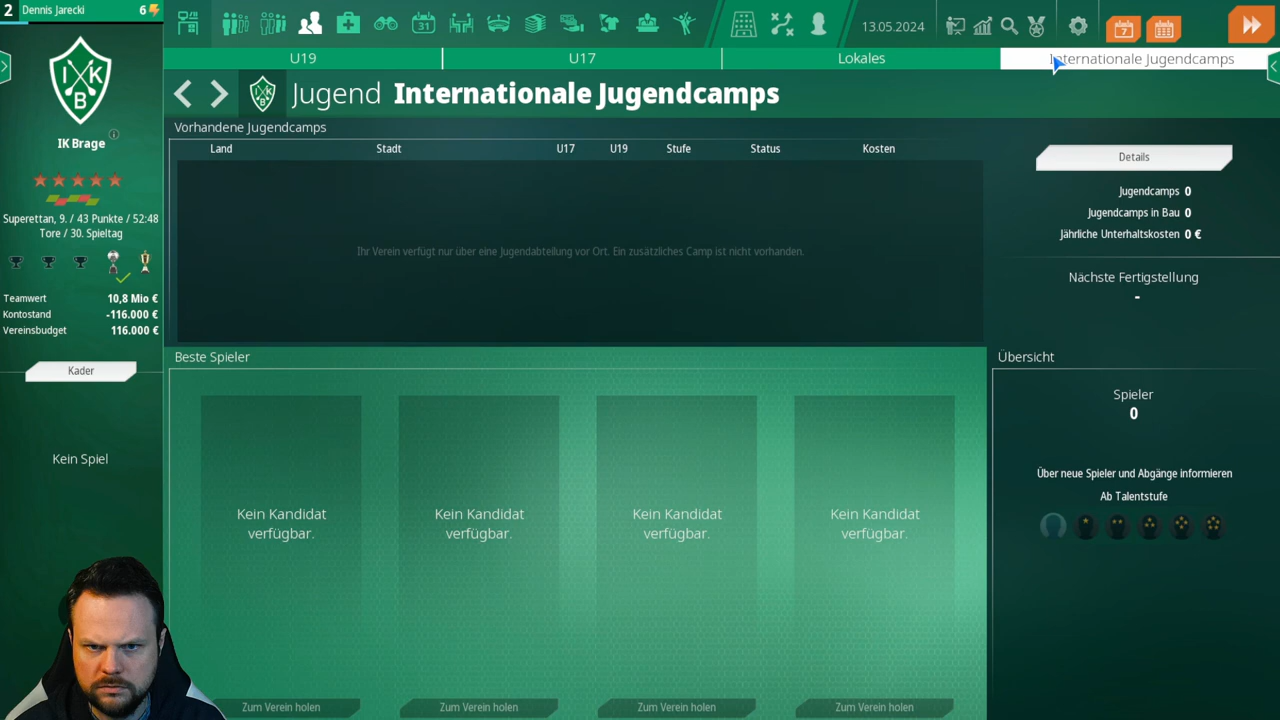 2 Dennis Jarecki 6
31
13.05.2024
7
U19 U17 Lokales Internationale Jugendcamps
IKB
IK Brage
Jugend Internationale Jugendcamps
Vorhandene Jugendcamps
Land Stadt U17 U19 Stufe Status Kosten
Ihr Verein verfügt nur über eine Jugendabteilung vor Ort. Ein zusätzliches Camp ist nicht vorhanden.
Details
Jugendcamps 0
Jugendcamps in Bau 0
Jährliche Unterhaltskosten 0 €
Nächste Fertigstellung
-
Superettan, 9. / 43 Punkte / 52:48
Tore / 30. Spieltag
Teamwert 10,8 Mio €
Kontostand -116.000 €
Vereinsbudget 116.000 €
Kader
Kein Spiel
Beste Spieler
Kein Kandidat
verfügbar.
Kein Kandidat
verfügbar.
Kein Kandidat
verfügbar.
Kein Kandidat
verfügbar.
Zum Verein holen Zum Verein holen Zum Verein holen Zum Verein holen
Übersicht
Spieler
0
Über neue Spieler und Abgänge informieren
Ab Talentstufe